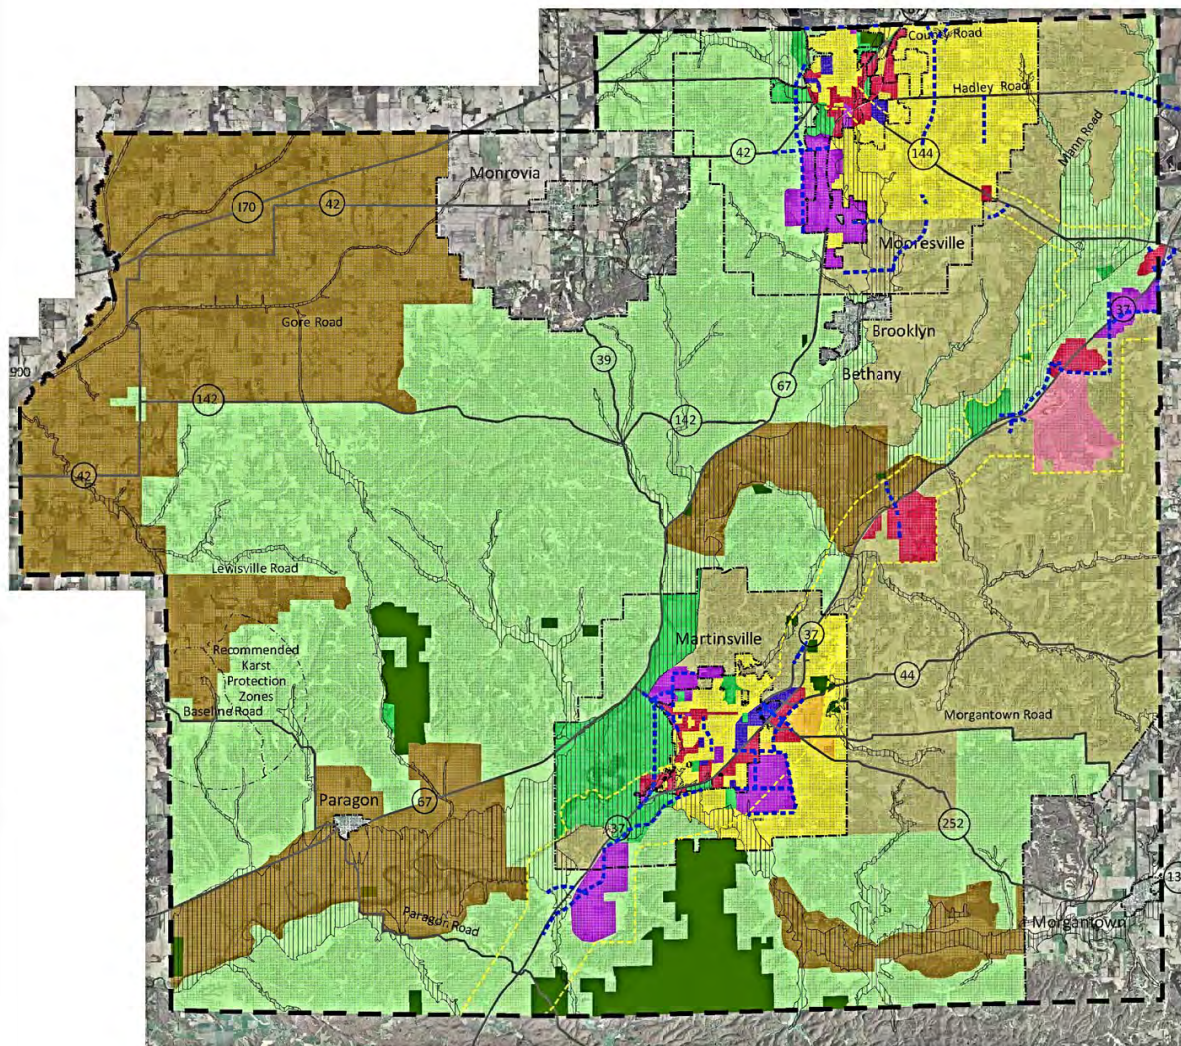 County Road
Hadley Road
Mann Road
42
144
Monrovia
170
42
Mooresville
37
Gore Road
Brooklyn
39
900
Bethany
67
142
142
42
Lewisville Road
Martinsville
37
Recommended
Karst
Protection
Zones
44
Baseline Road
Morgantown Road
Paragon
67
252
37
13
Paragon Road
Morgantown